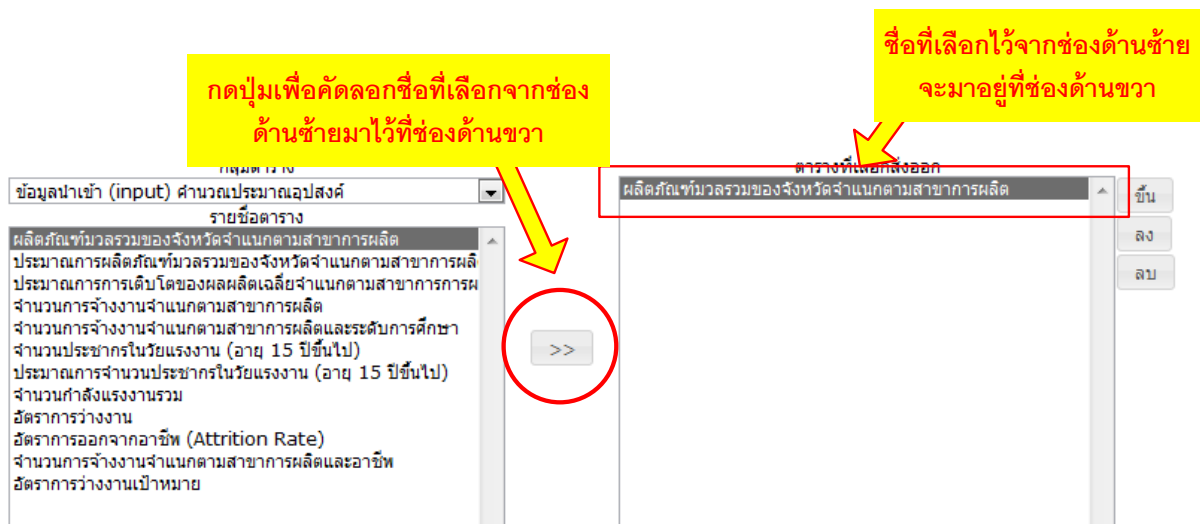 ชื่อที่เลือกไว้จากช่องด้านซ้าย
จะมาอยู่ที่ช่องด้านขวา
กดปุ่มเพื่อคัดลอกชื่อที่เลือกจากช่อง
ด้านซ้ายมาไว้ที่ช่องด้านขวา
กลุ่มตาราง
ข้อมูลนำเข้า (input) คำนวณประมาณอุปสงค์
รายชื่อตาราง
ผลิตภัณฑ์มวลรวมของจังหวัดจำแนกตามสาขาการผลิต
ประมาณการผลิตภัณฑ์มวลรวมของจังหวัดจำแนกตามสาขาการผลิ
ประมาณการการเติบโตของผลผลิตเฉลี่ยจำแนกตามสาขาการการผ
จำนวนการจ้างงานจำแนกตามสาขาการผลิต
จำนวนการจ้างงานจำแนกตามสาขาการผลิตและระดับการศึกษา
จำนวนประชากรในวัยแรงงาน (อายุ 15 ปีขึ้นไป)
ประมาณการจำนวนประชากรในวัยแรงงาน (อายุ 15 ปีขึ้นไป)
จำนวนกำลังแรงงานรวม
อัตราการว่างงาน
อัตราการออกจากอาชีพ (Attrition Rate)
จำนวนการจ้างงานจำแนกตามสาขาการผลิตและอาชีพ
อัตราการว่างงานเป้าหมาย
>>
ตารางที่เลือกส่งออก
ผลิตภัณฑ์มวลรวมของจังหวัดจำแนกตามสาขาการผลิต
ขึ้น
ลง
ลบ